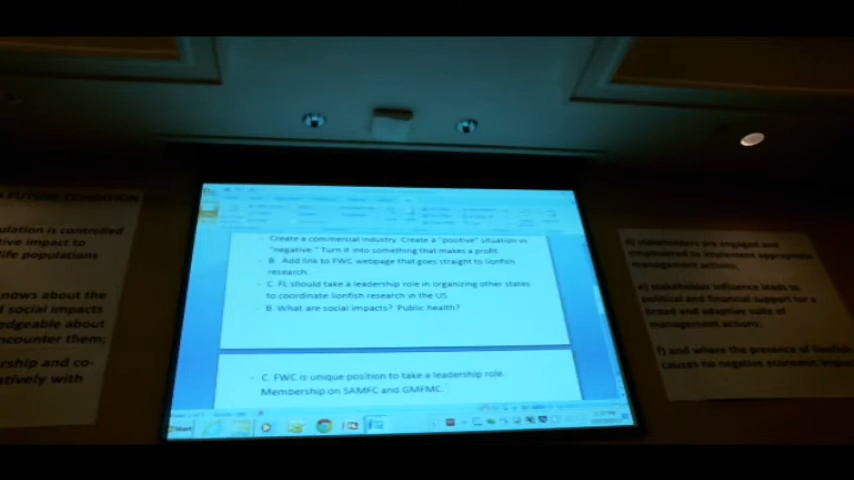 FUTURE CONDITION
ulation is controlled
tive impact to
life populations
nows about the
d social impacts
edgeable about
ncounter them;
rship and co-
atively with
Create a commercial industry. Create a "positive" situation vs
"negative." Turn it into something that makes a profit.
- B. Add link to FWC webpage that goes straight to lionfish
research.
- C. FL should take a leadership role in organizing other states
to coordinate lionfish research in the US
- B. What are social impacts? Public health?
- C. FWC is unique position to take a leadership role.
Membership on SAMFC and GMFMC.
Start
d) stakeholders are engaged and
empowered to implement appropriate
management actions;
e) stakeholder influence leads to
political and financial support for a
broad and adaptive suite of
management actions;
f) and where the presence of lionfish
causes no negative economic